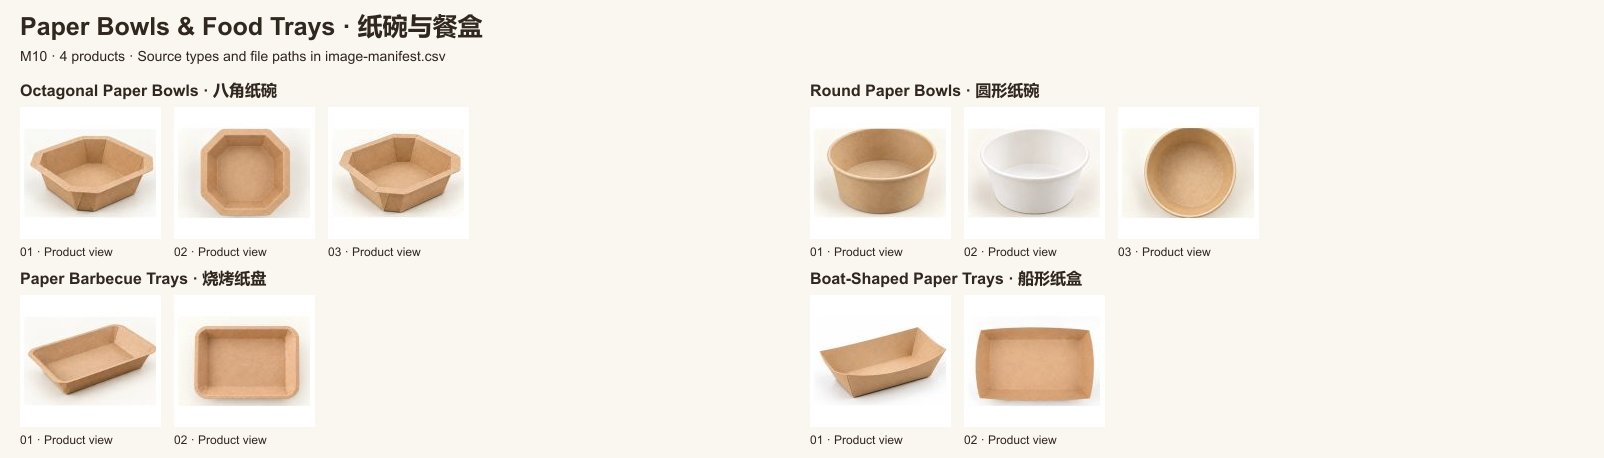 Paper Bowls & Food Trays · 纸碗与餐盒
M10 · 4 products · Source types and file paths in image-manifest.csv
Octagonal Paper Bowls · 八角纸碗
01 · Product view
02 · Product view
03 · Product view
Round Paper Bowls · 圆形纸碗
01 · Product view
02 · Product view
03 · Product view
Paper Barbecue Trays · 烧烤纸盘
01 · Product view
02 · Product view
Boat-Shaped Paper Trays · 船形纸盒
01 · Product view
02 · Product view